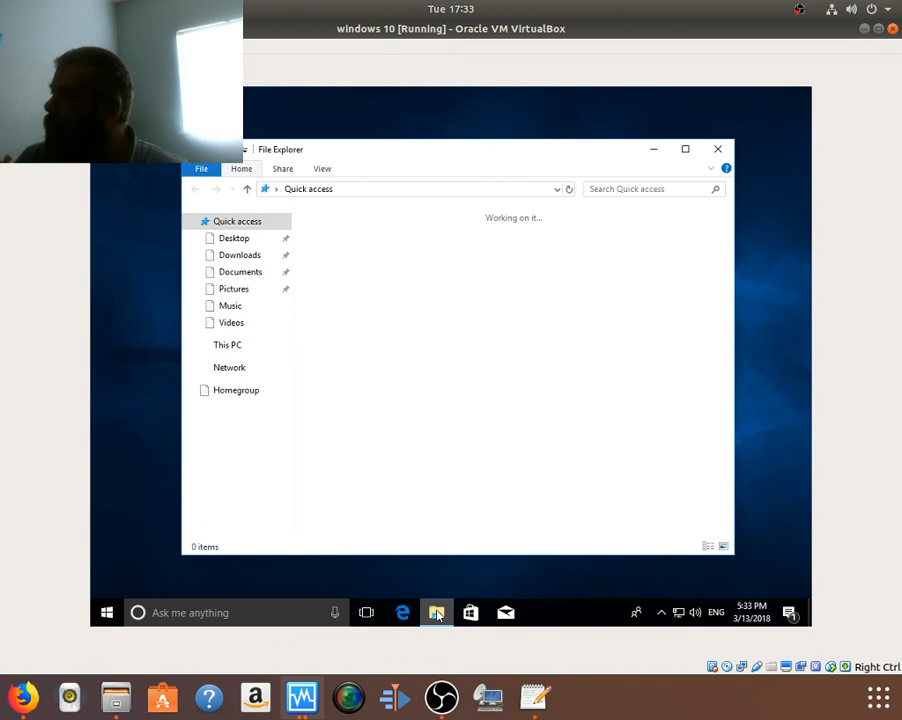 Tue 17:33
windows 10 [Running] - Oracle VM VirtualBox
File Explorer
File Home Share View
Quick access
Search Quick access
Quick access
Working on it...
Desktop
Downloads
Documents
Pictures
Music
Videos
This PC
Network
Homegroup
0 items
Ask me anything
ENG
5:33 PM
3/13/2018
1
Right Ctrl